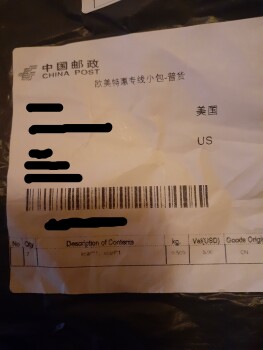 中国邮政
CHINA POST
欧美特惠专线小包-普货
美国
US
No Qty Description of Contents kg. Val(USD) Goods Origin
CN